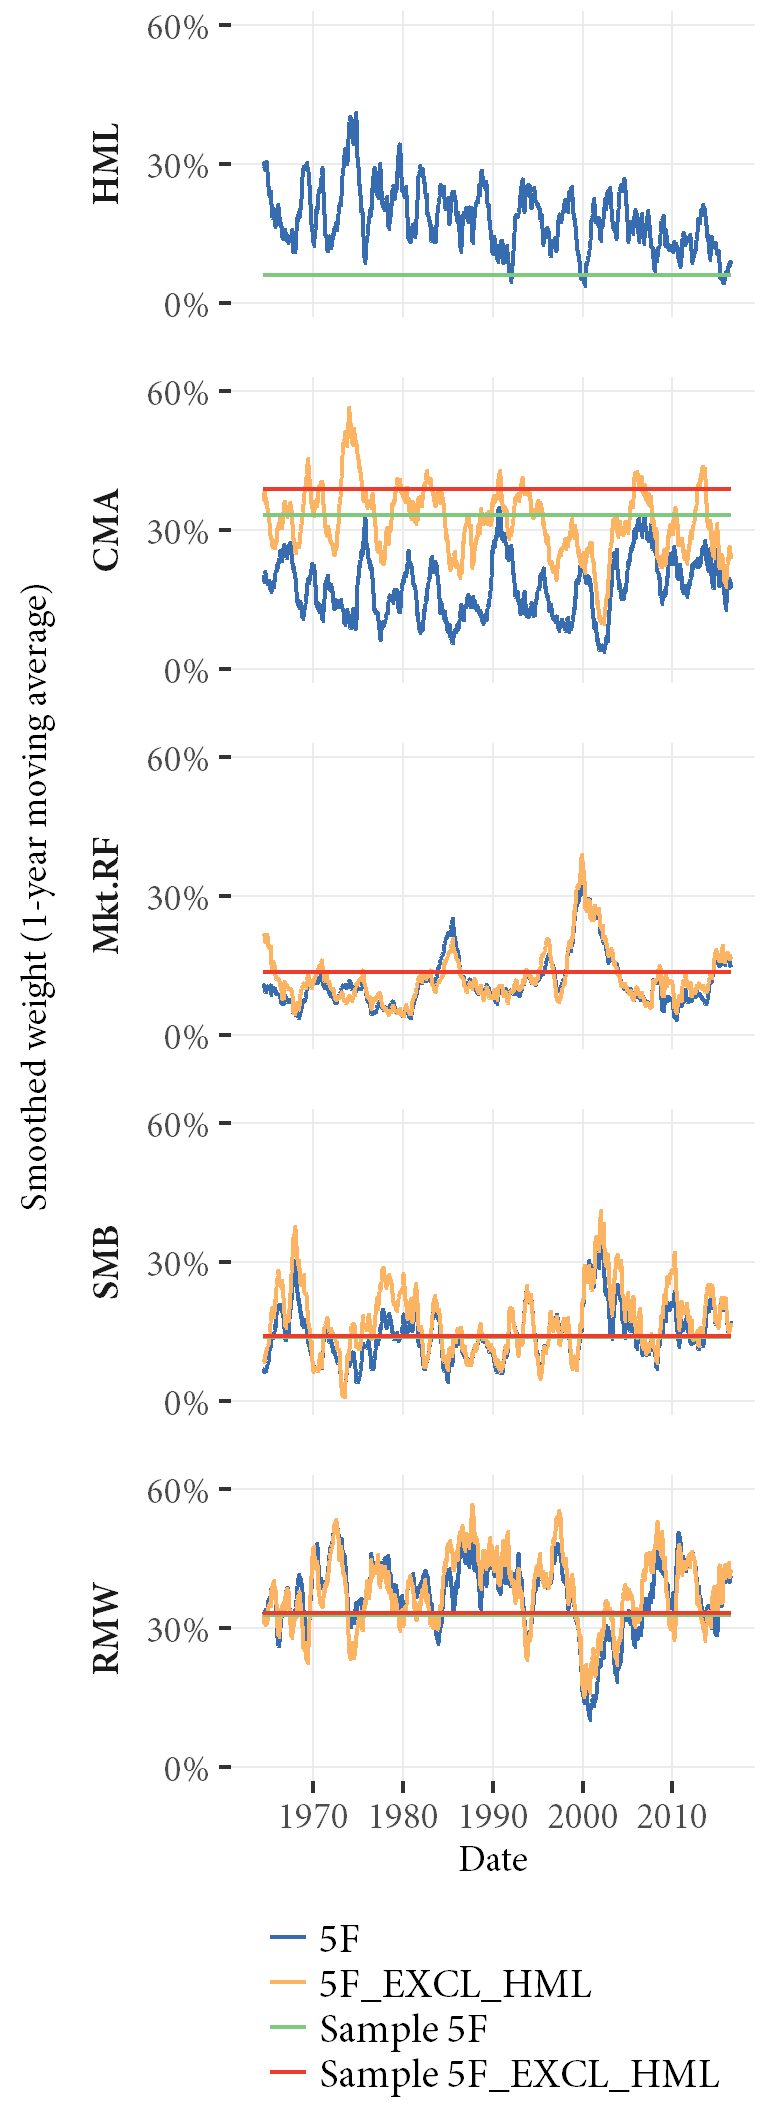 Smoothed weight (1-year moving average)
HML
60%
30%
0%
CMA
60%
30%
0%
Mkt.RF
60%
30%
0%
SMB
60%
30%
0%
RMW
60%
30%
0%
1970 1980 1990 2000 2010
Date
5F
5F_EXCL_HML
Sample 5F
Sample 5F_EXCL_HML